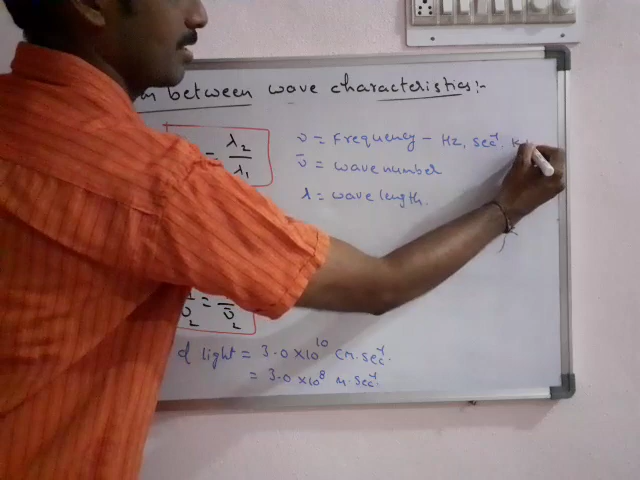 between wave characteristics:-
= λ₂/λ₁
ν = Frequency - Hz, Sec⁻¹,
ν̄ = wave number
λ = wave length.
= ν̄
light = 3.0 x 10¹⁰ CM.Sec⁻¹.
= 3.0 x 10⁸ M.Sec⁻¹